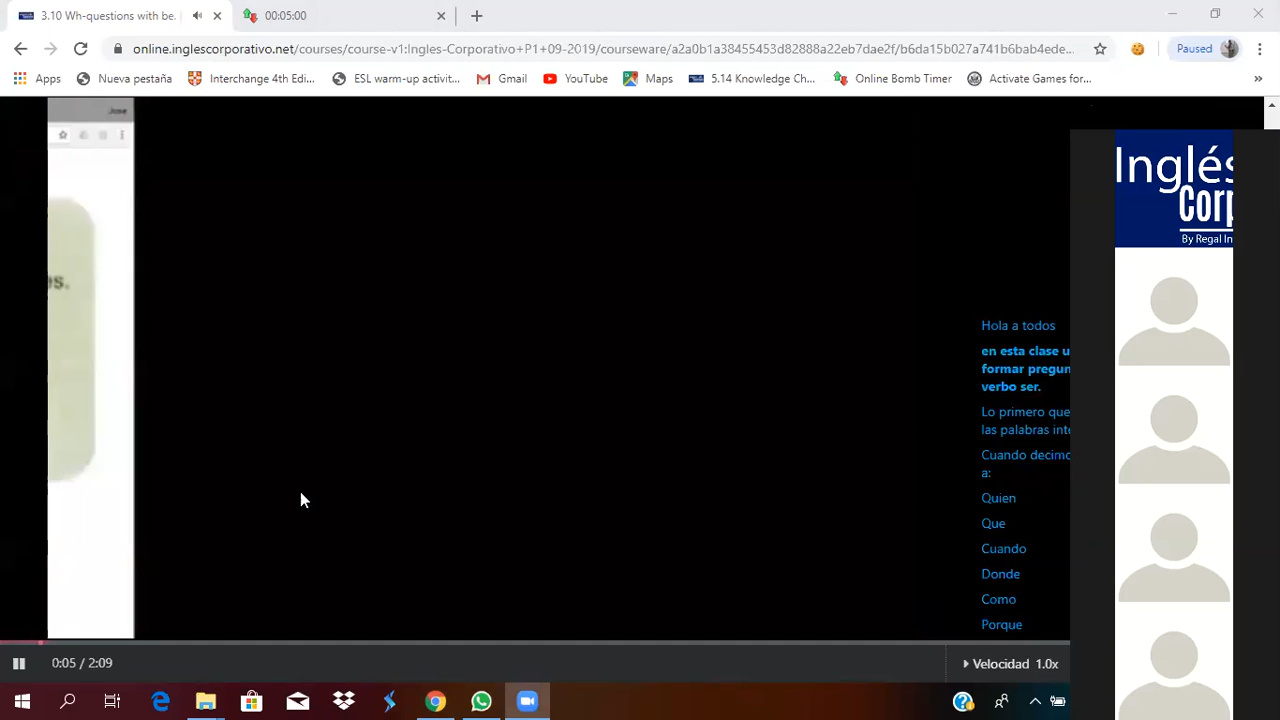 3.10 Wh-questions with be.
00:05:00
online.inglescorporativo.net/courses/course-v1:Ingles-Corporativo+P1+09-2019/courseware/a2a0b1a38455453d82888a22eb7dae2f/b6da15b027a741b6bab4ede...
Paused
Apps
Nueva pestaña
Interchange 4th Edi...
ESL warm-up activit...
Gmail
YouTube
Maps
5.14 Knowledge Ch...
Online Bomb Timer
Activate Games for...
»
Jose
es.
Inglés
Corp
By Regal In
Hola a todos
en esta clase u
formar pregun
verbo ser.
Lo primero que
las palabras inte
Cuando decimo
a:
Quien
Que
Cuando
Donde
Como
Porque
0:05 / 2:09
Velocidad 1.0x